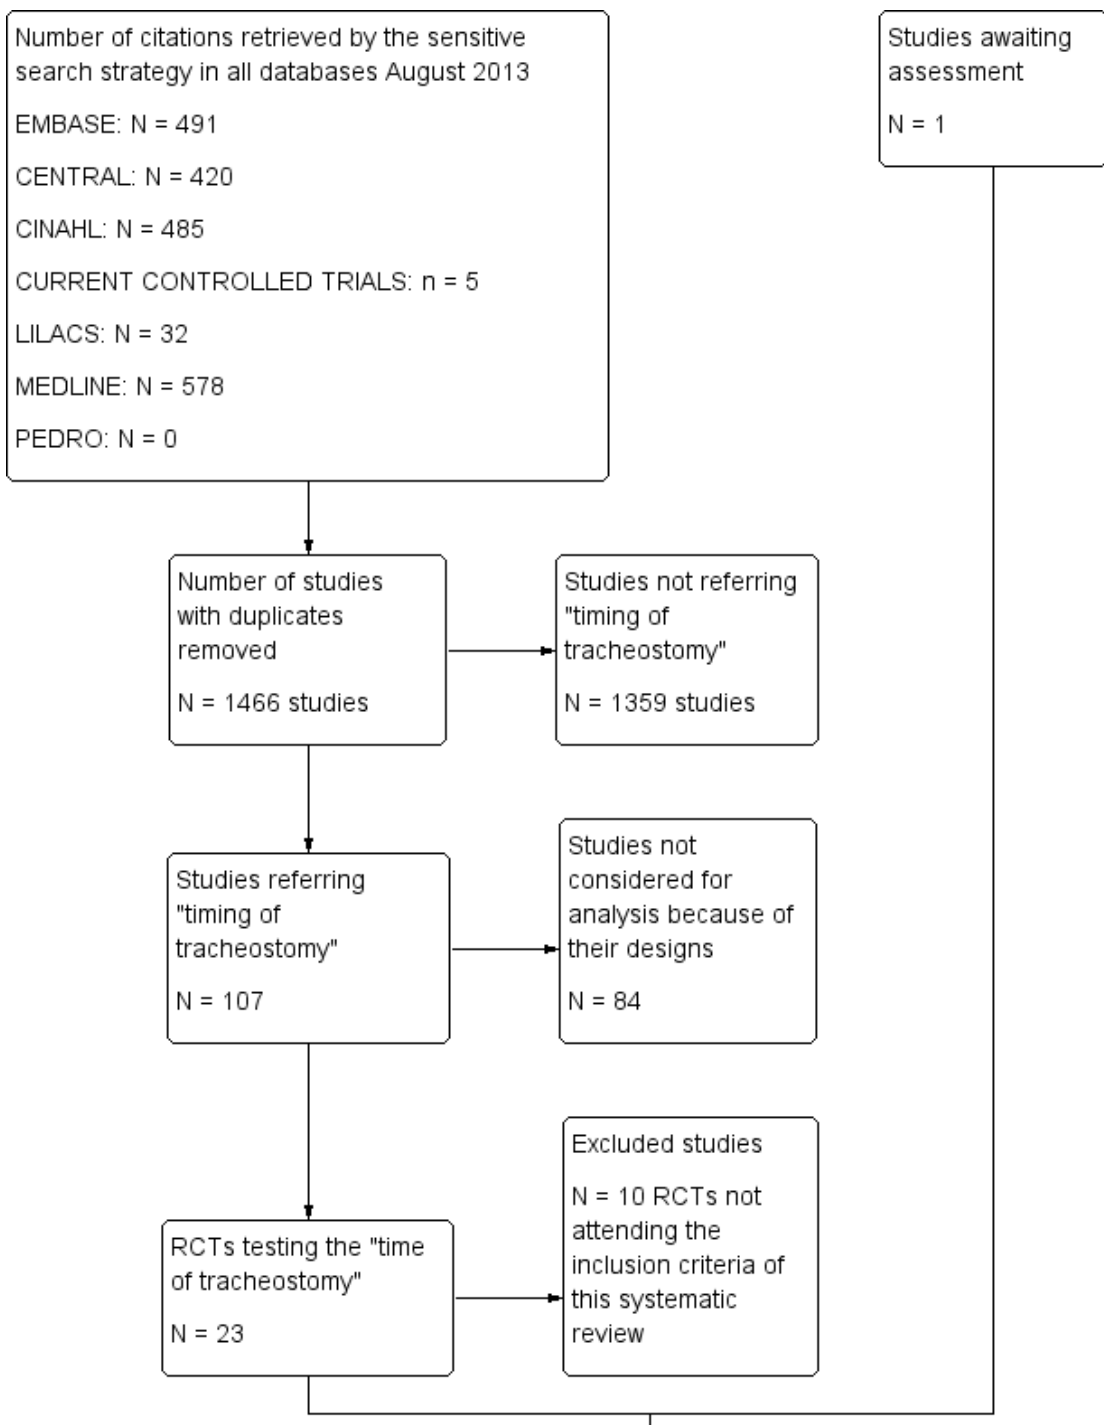 Number of citations retrieved by the sensitive
search strategy in all databases August 2013
EMBASE: N = 491
CENTRAL: N = 420
CINAHL: N = 485
CURRENT CONTROLLED TRIALS: n = 5
LILACS: N = 32
MEDLINE: N = 578
PEDRO: N = 0
Studies awaiting
assessment
N = 1
Number of studies
with duplicates
removed
N = 1466 studies
Studies not referring
"timing of
tracheostomy"
N = 1359 studies
Studies referring
"timing of
tracheostomy"
N = 107
Studies not
considered for
analysis because of
their designs
N = 84
RCTs testing the "time
of tracheostomy"
N = 23
Excluded studies
N = 10 RCTs not
attending the
inclusion criteria of
this systematic
review